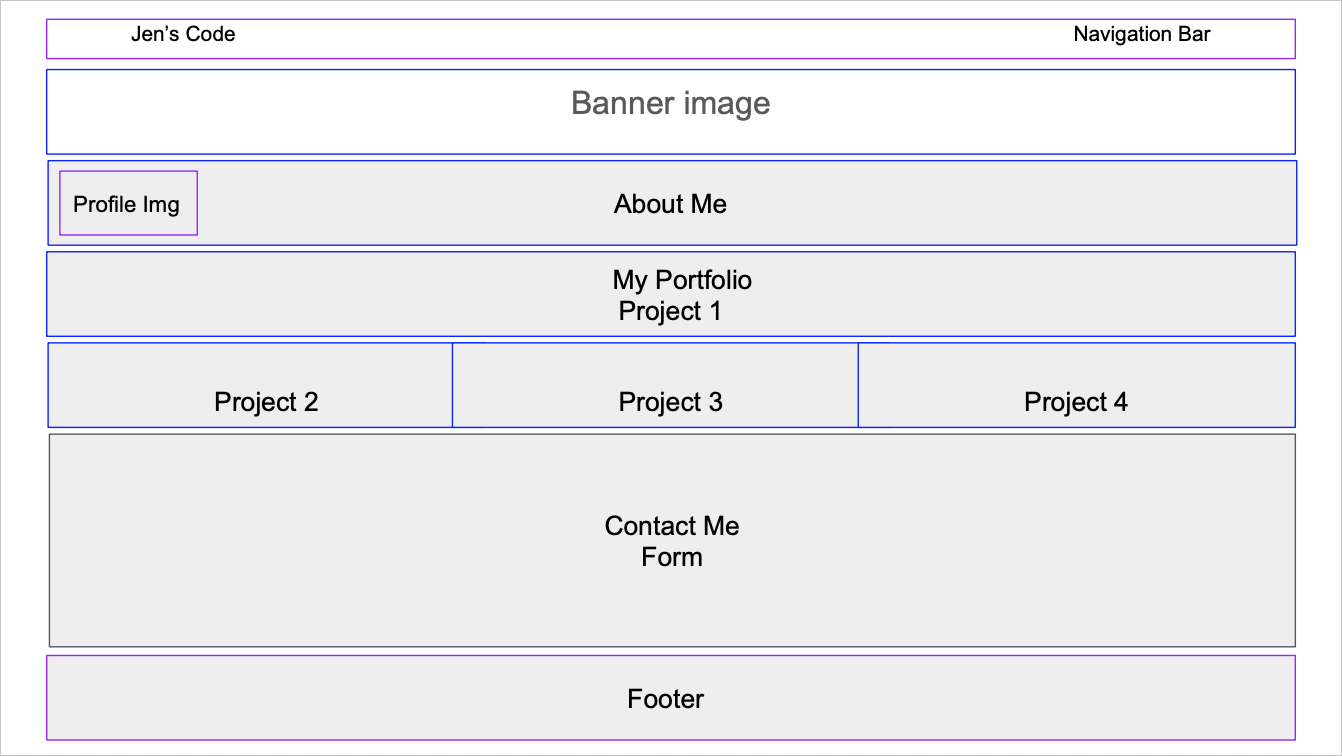 Jen’s Code
Navigation Bar
Banner image
Profile Img
About Me
My Portfolio
Project 1
Project 2
Project 3
Project 4
Contact Me
Form
Footer